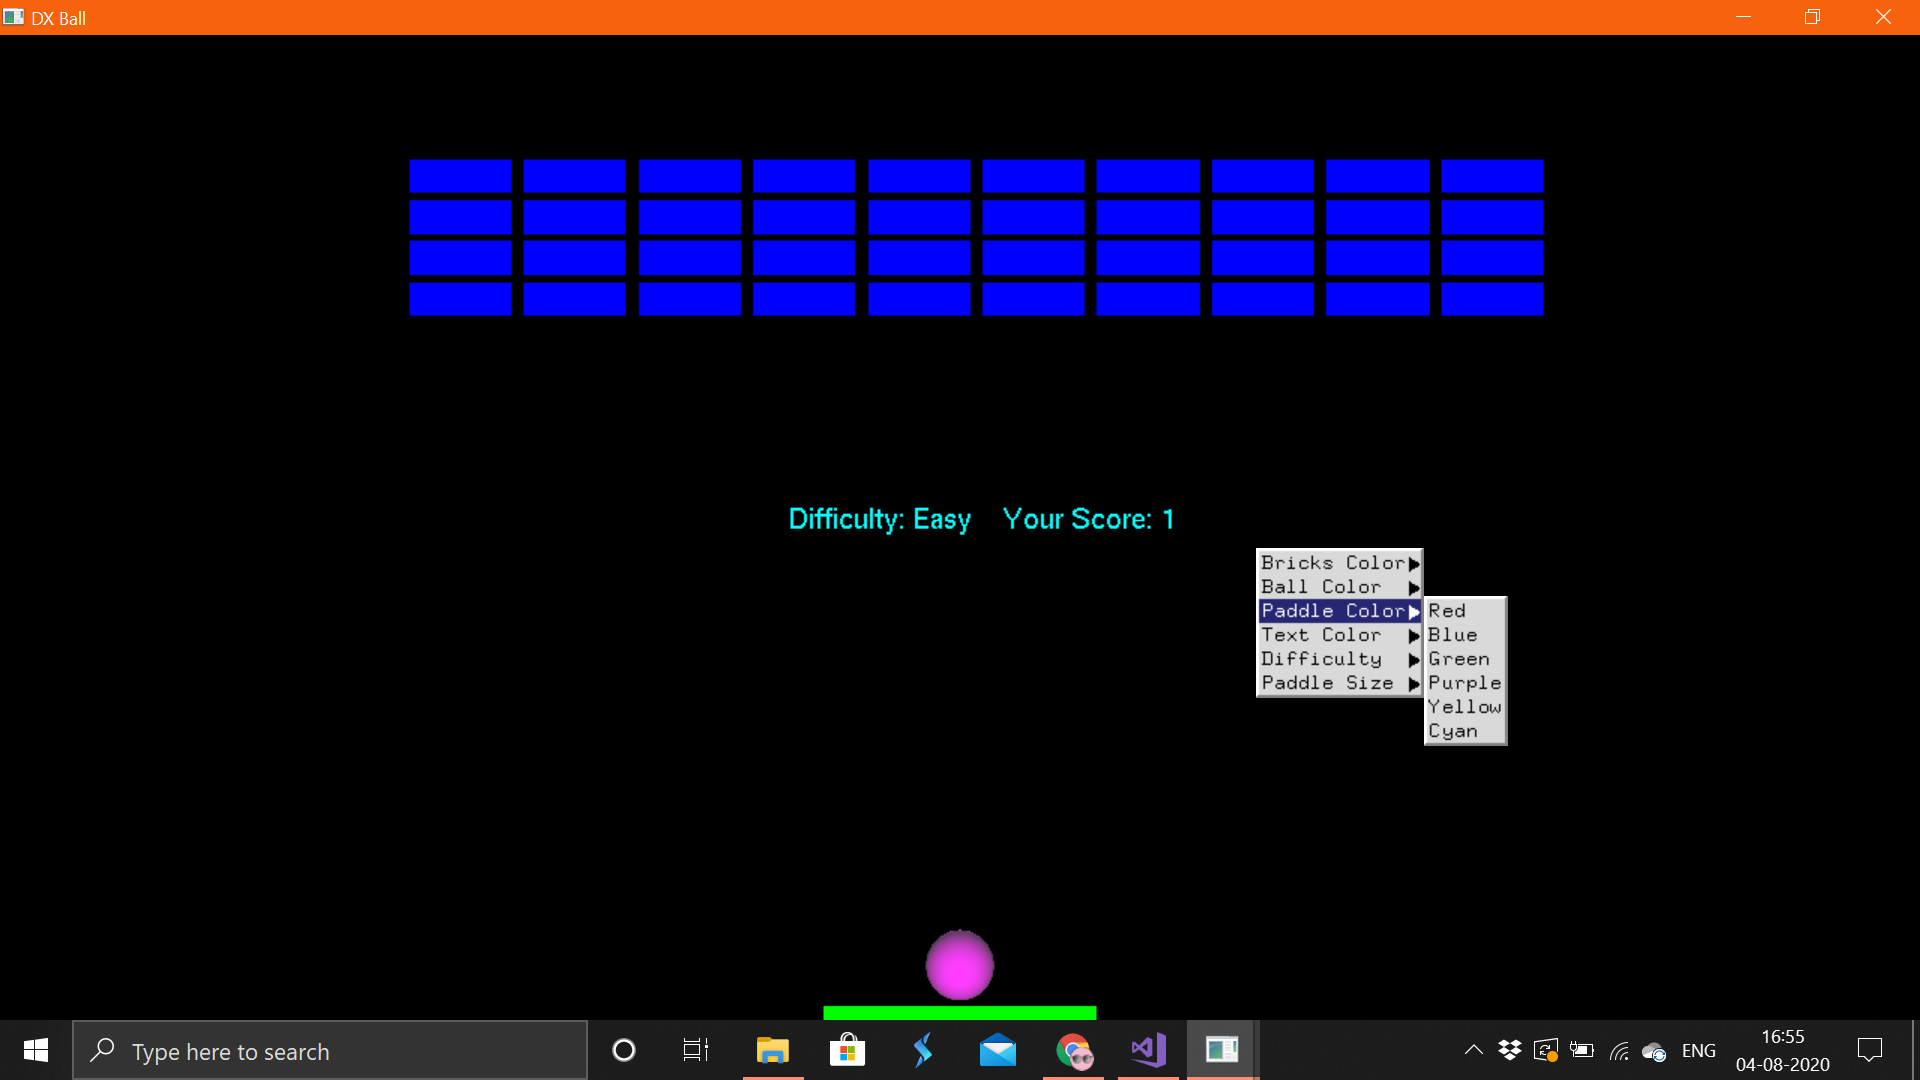 DX Ball
Difficulty: Easy Your Score: 1
Bricks Color
Ball Color
Paddle Color
Text Color
Difficulty
Paddle Size
Red
Blue
Green
Purple
Yellow
Cyan
Type here to search
ENG
16:55
04-08-2020